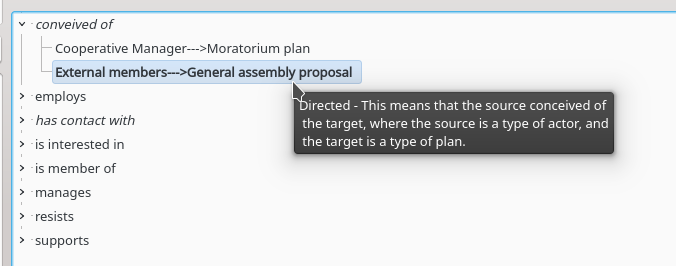 conveived of
Cooperative Manager--->Moratorium plan
External members--->General assembly proposal
employs
Directed - This means that the source conceived of
the target, where the source is a type of actor, and
the target is a type of plan.
has contact with
is interested in
is member of
manages
resists
supports